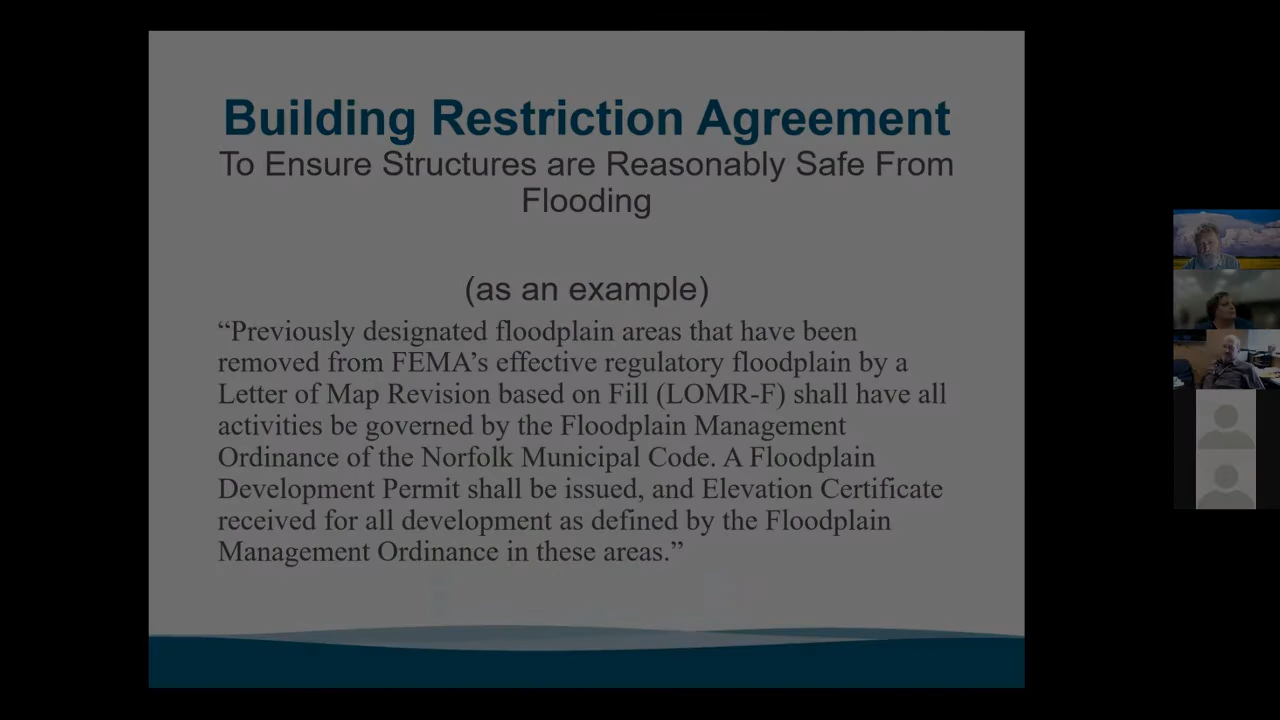 Building Restriction Agreement
To Ensure Structures are Reasonably Safe From
Flooding
(as an example)
“Previously designated floodplain areas that have been
removed from FEMA’s effective regulatory floodplain by a
Letter of Map Revision based on Fill (LOMR-F) shall have all
activities be governed by the Floodplain Management
Ordinance of the Norfolk Municipal Code. A Floodplain
Development Permit shall be issued, and Elevation Certificate
received for all development as defined by the Floodplain
Management Ordinance in these areas.”